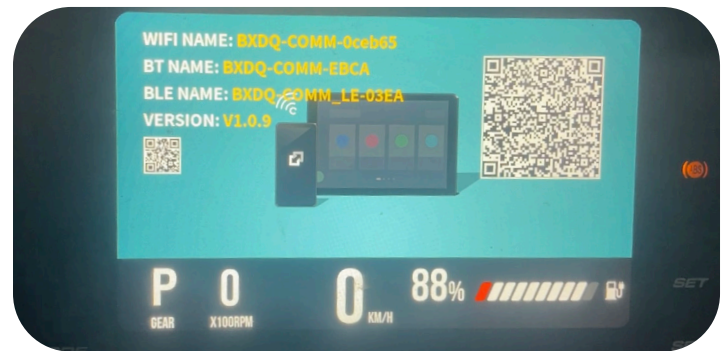 WIFI NAME: BXDQ-COMM-0ceb65
BT NAME: BXDQ-COMM-EBCA
BLE NAME: BXDQ-COMM_LE-03EA
VERSION: V1.0.9
P
GEAR
0
X100RPM
0
KM/H
88%
SET